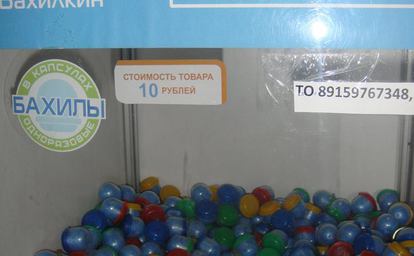 Бахилкин
В КАПСУЛАХ
БАХИЛЫ
ОДНОРАЗОВЫЕ
СТОИМОСТЬ ТОВАРА
10 РУБЛЕЙ
ТО 89159767348,